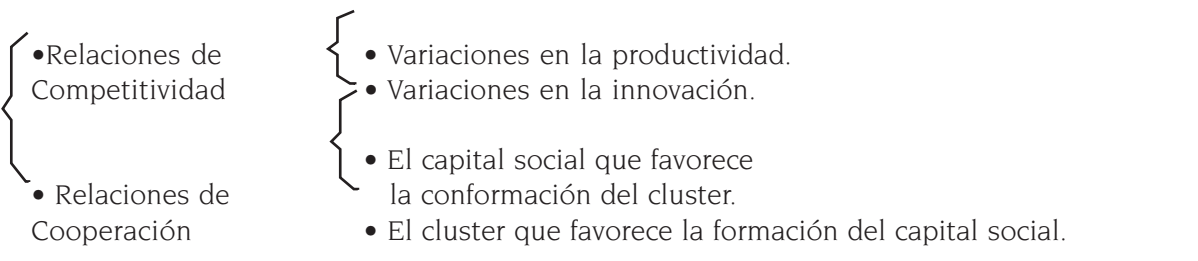 •Relaciones de
Competitividad
• Variaciones en la productividad.
• Variaciones en la innovación.
• Relaciones de
Cooperación
• El capital social que favorece
la conformación del cluster.
• El cluster que favorece la formación del capital social.